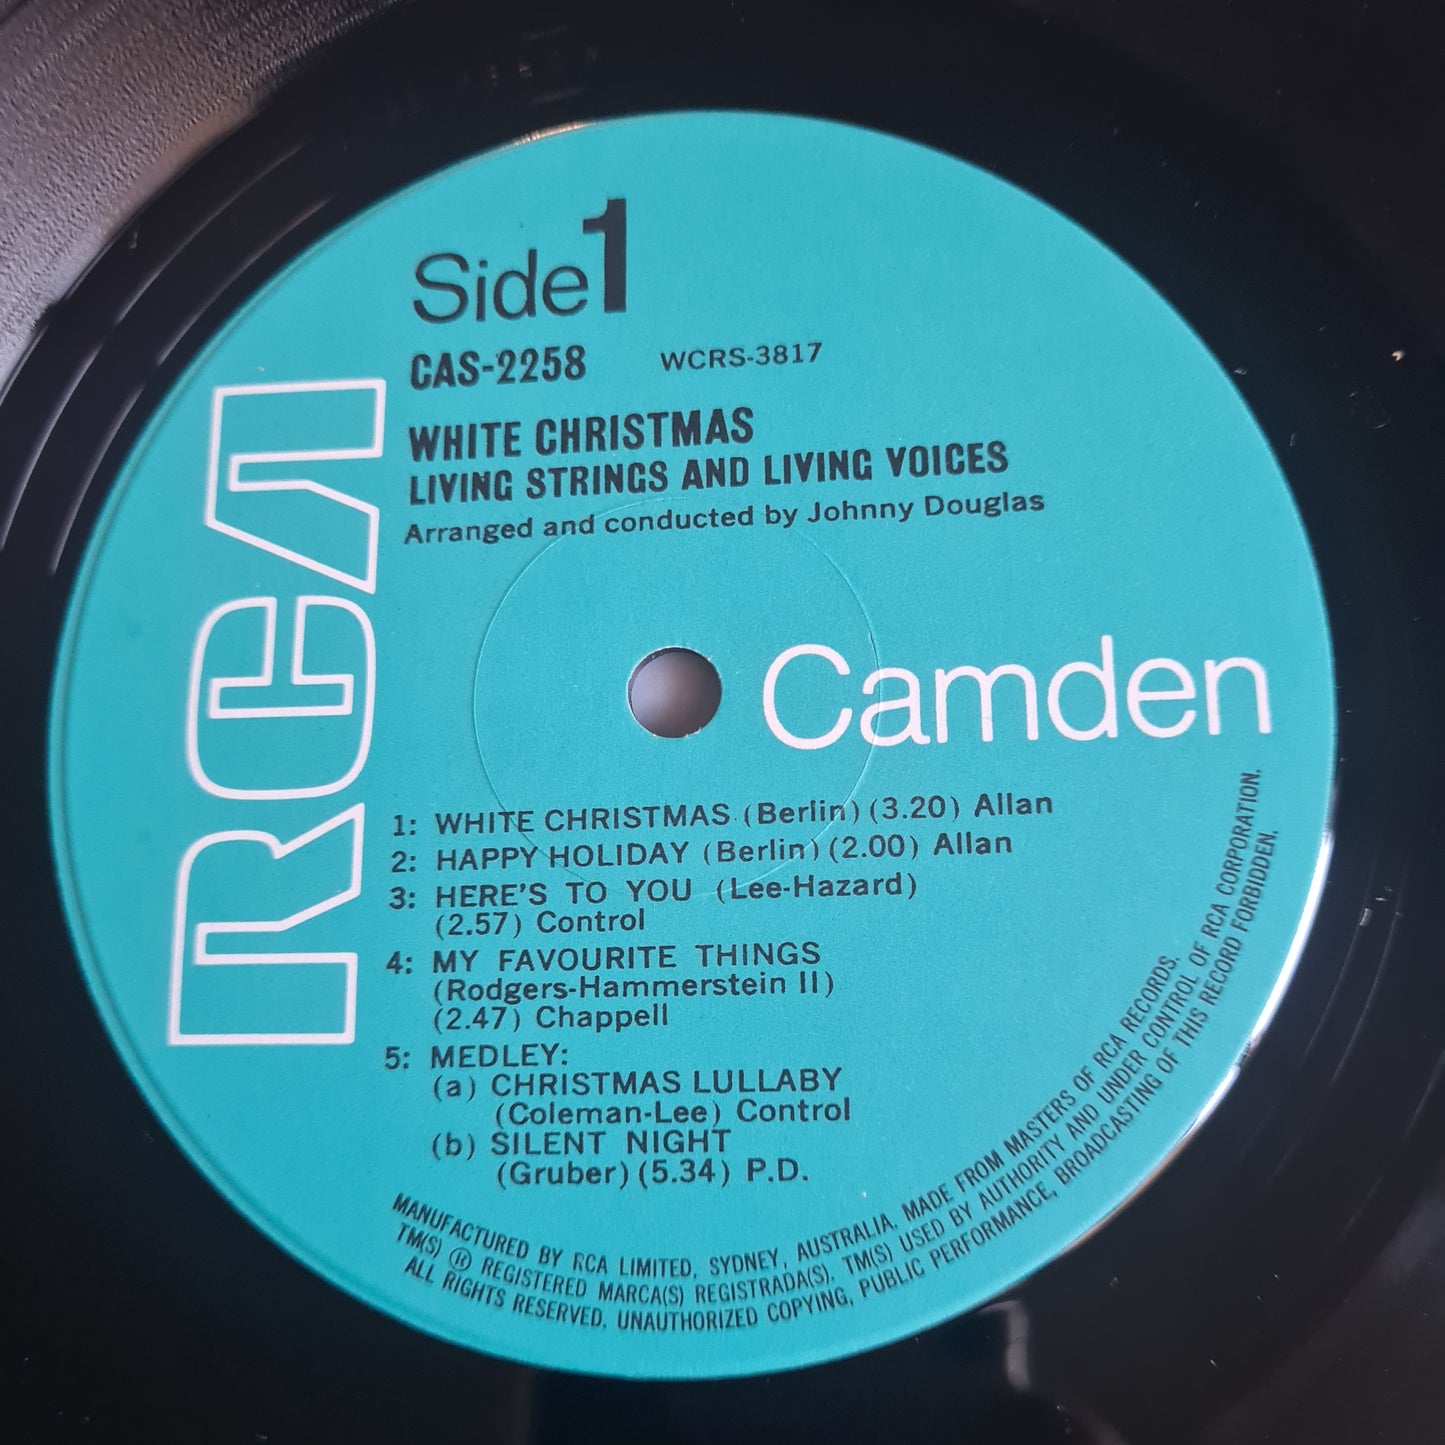 Side 1
CAS-2258 WCRS-3817
WHITE CHRISTMAS
LIVING STRINGS AND LIVING VOICES
Arranged and conducted by Johnny Douglas
RCA
Camden
1: WHITE CHRISTMAS (Berlin) (3.20) Allan
2: HAPPY HOLIDAY (Berlin) (2.00) Allan
3: HERE'S TO YOU (Lee-Hazard)
(2.57) Control
4: MY FAVOURITE THINGS
(Rodgers-Hammerstein II)
(2.47) Chappell
5: MEDLEY:
(a) CHRISTMAS LULLABY
(Coleman-Lee) Control
(b) SILENT NIGHT
(Gruber) (5.34) P.D.
MANUFACTURED BY RCA LIMITED, SYDNEY, AUSTRALIA, MADE FROM MASTERS OF RCA RECORDS.
TM(S) ® REGISTERED MARCA(S) REGISTRADA(S). TM(S) USED BY AUTHORITY AND UNDER CONTROL OF RCA CORPORATION.
ALL RIGHTS RESERVED. UNAUTHORIZED COPYING, PUBLIC PERFORMANCE, BROADCASTING OF THIS RECORD FORBIDDEN.